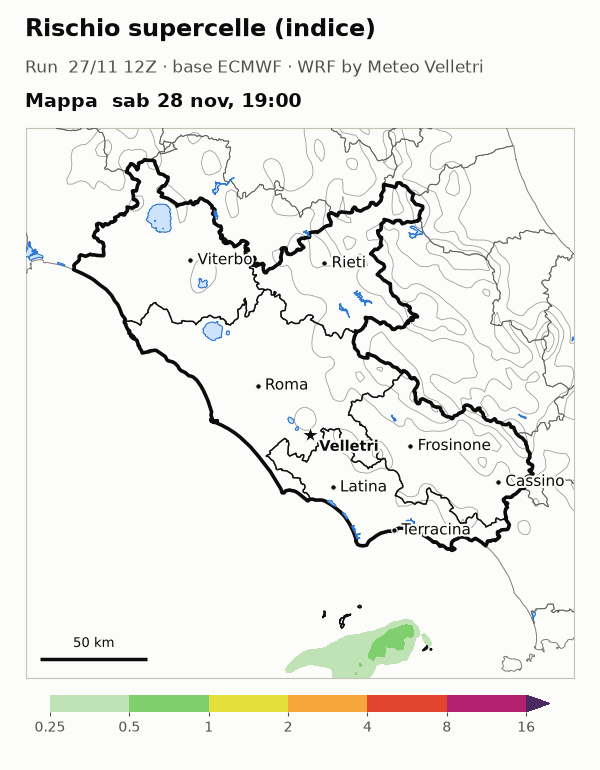 Rischio supercelle (indice)
Run  27/11 12Z · base ECMWF · WRF by Meteo Velletri
Mappa  sab 28 nov, 19:00
Viterbo
Rieti
Roma
Velletri
Frosinone
Cassino
Latina
Terracina
50 km
0.25 0.5 1 2 4 8 16